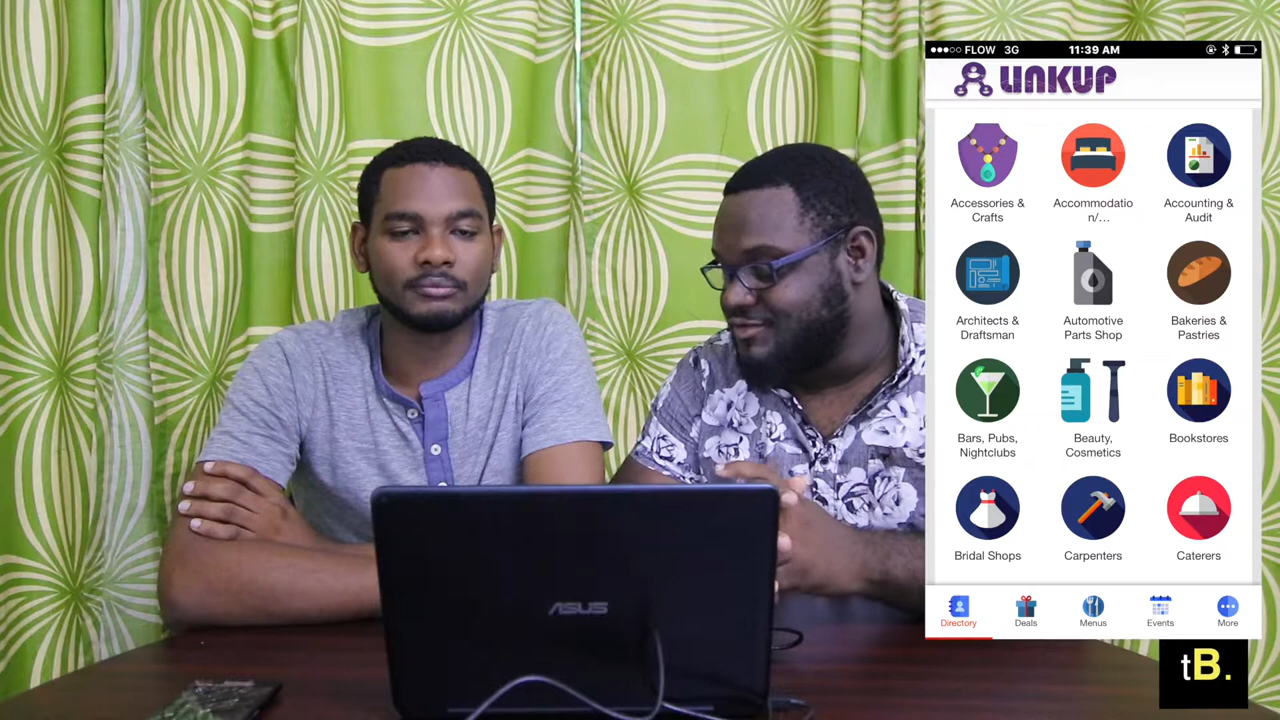 FLOW 3G 11:39 AM
LINKUP
Accessories &
Crafts
Accommodatio
n/...
Accounting &
Audit
Architects &
Draftsman
Automotive
Parts Shop
Bakeries &
Pastries
Bars, Pubs,
Nightclubs
Beauty,
Cosmetics
Bookstores
Bridal Shops
Carpenters
Caterers
Directory
Deals
Menus
Events
More
ASUS
tB.